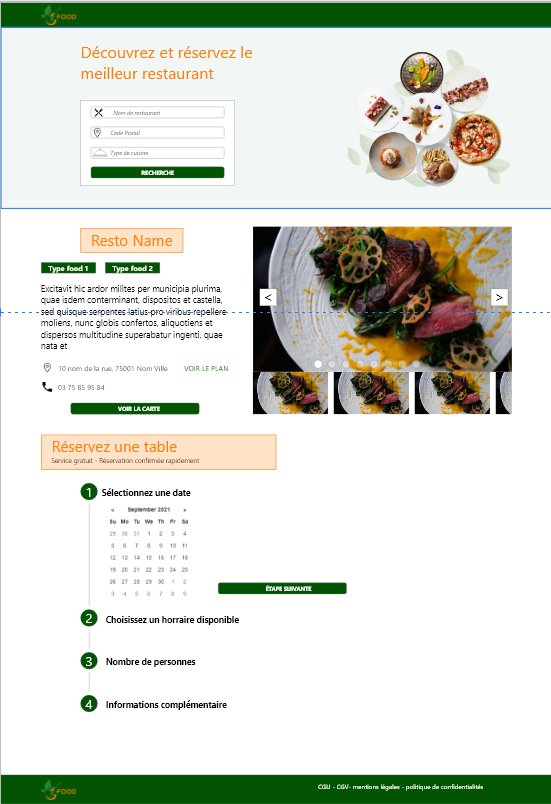 FOOD
Découvrez et réservez le
meilleur restaurant
Nom de restaurant
Code Postal
Type de cuisine
RECHERCHE
Resto Name
Type food 1 Type food 2
Excitavit hic ardor milites per municipia plurima,
quae isdem conterminant, dispositos et castella,
sed quisque serpentes latius pro viribus repellere
moliens, nunc globis confertos, aliquotiens et
dispersos multitudine superabatur ingenti, quae
nata et
10 nom de la rue, 75001 Nom Ville VOIR LE PLAN
03 75 85 95 84
VOIR LA CARTE
< >
Réservez une table
Service gratuit - Réservation confirmée rapidement
1 Sélectionnez une date
« September 2021 »
Su Mo Tu We Th Fr Sa
29 30 31 1 2 3 4
5 6 7 8 9 10 11
12 13 14 15 16 17 18
19 20 21 22 23 24 25
26 27 28 29 30 1 2
3 4 5 6 7 8 9
ÉTAPE SUIVANTE
2 Choisissez un horraire disponible
3 Nombre de personnes
4 Informations complémentaire
FOOD
CGU - CGV- mentions légales - politique de confidentialités